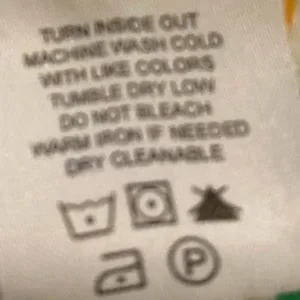 TURN INSIDE OUT
MACHINE WASH COLD
WITH LIKE COLORS
TUMBLE DRY LOW
DO NOT BLEACH
WARM IRON IF NEEDED
DRY CLEANABLE
P